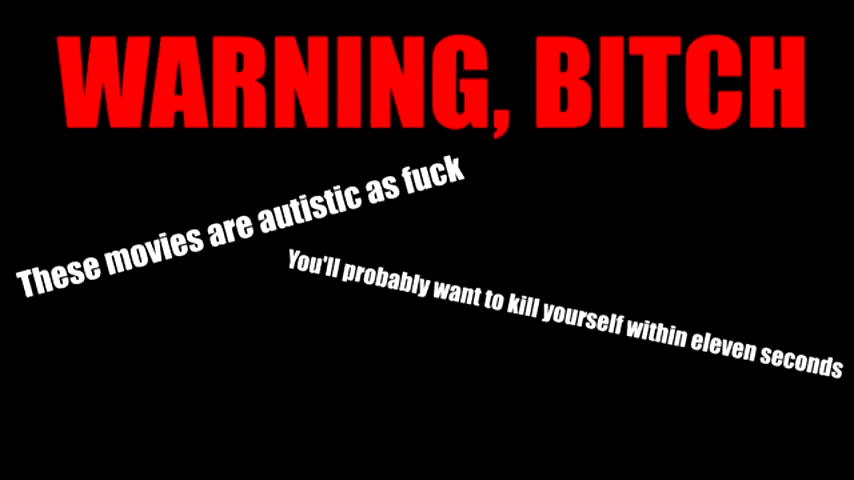 WARNING, BITCH
These movies are autistic as fuck
You'll probably want to kill yourself within eleven seconds